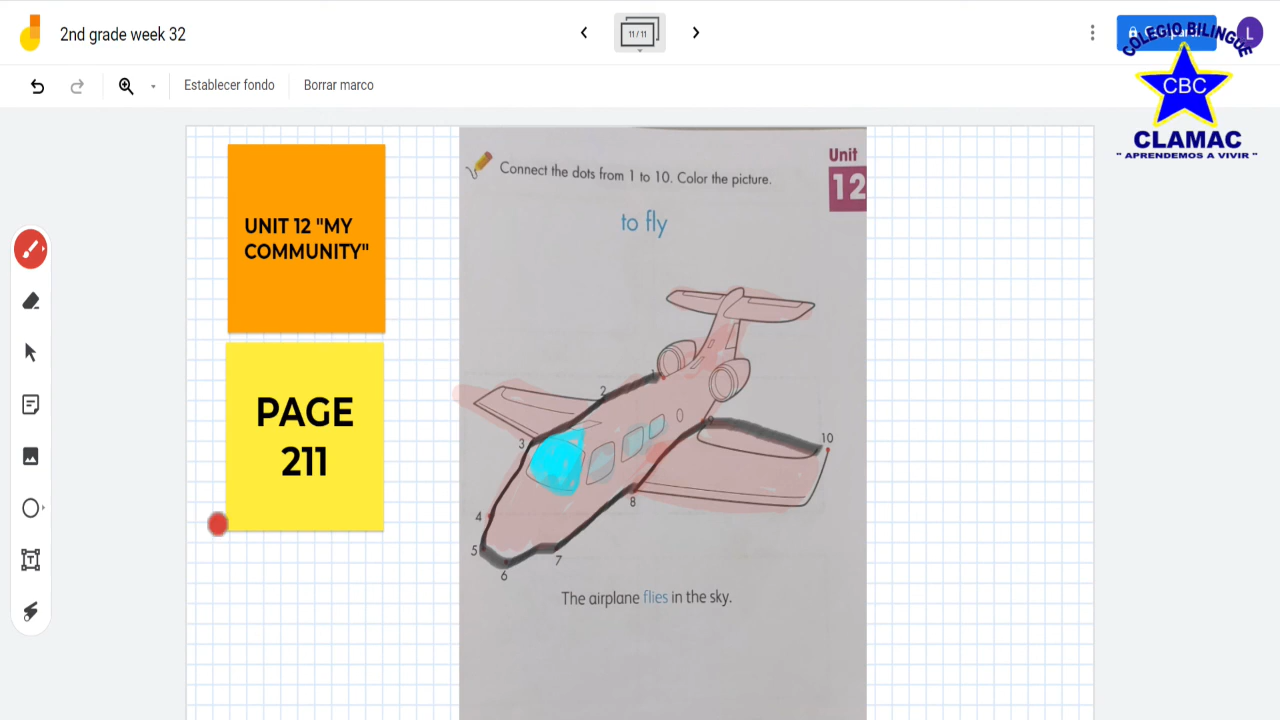 2nd grade week 32
11 / 11
L
COLEGIO BILINGUE
CBC
CLAMAC
" APRENDEMOS A VIVIR "
Establecer fondo
Borrar marco
UNIT 12 "MY
COMMUNITY"
PAGE
211
Connect the dots from 1 to 10. Color the picture.
Unit
12
to fly
1
2
3
4
5
6
7
8
9
10
The airplane flies in the sky.
T